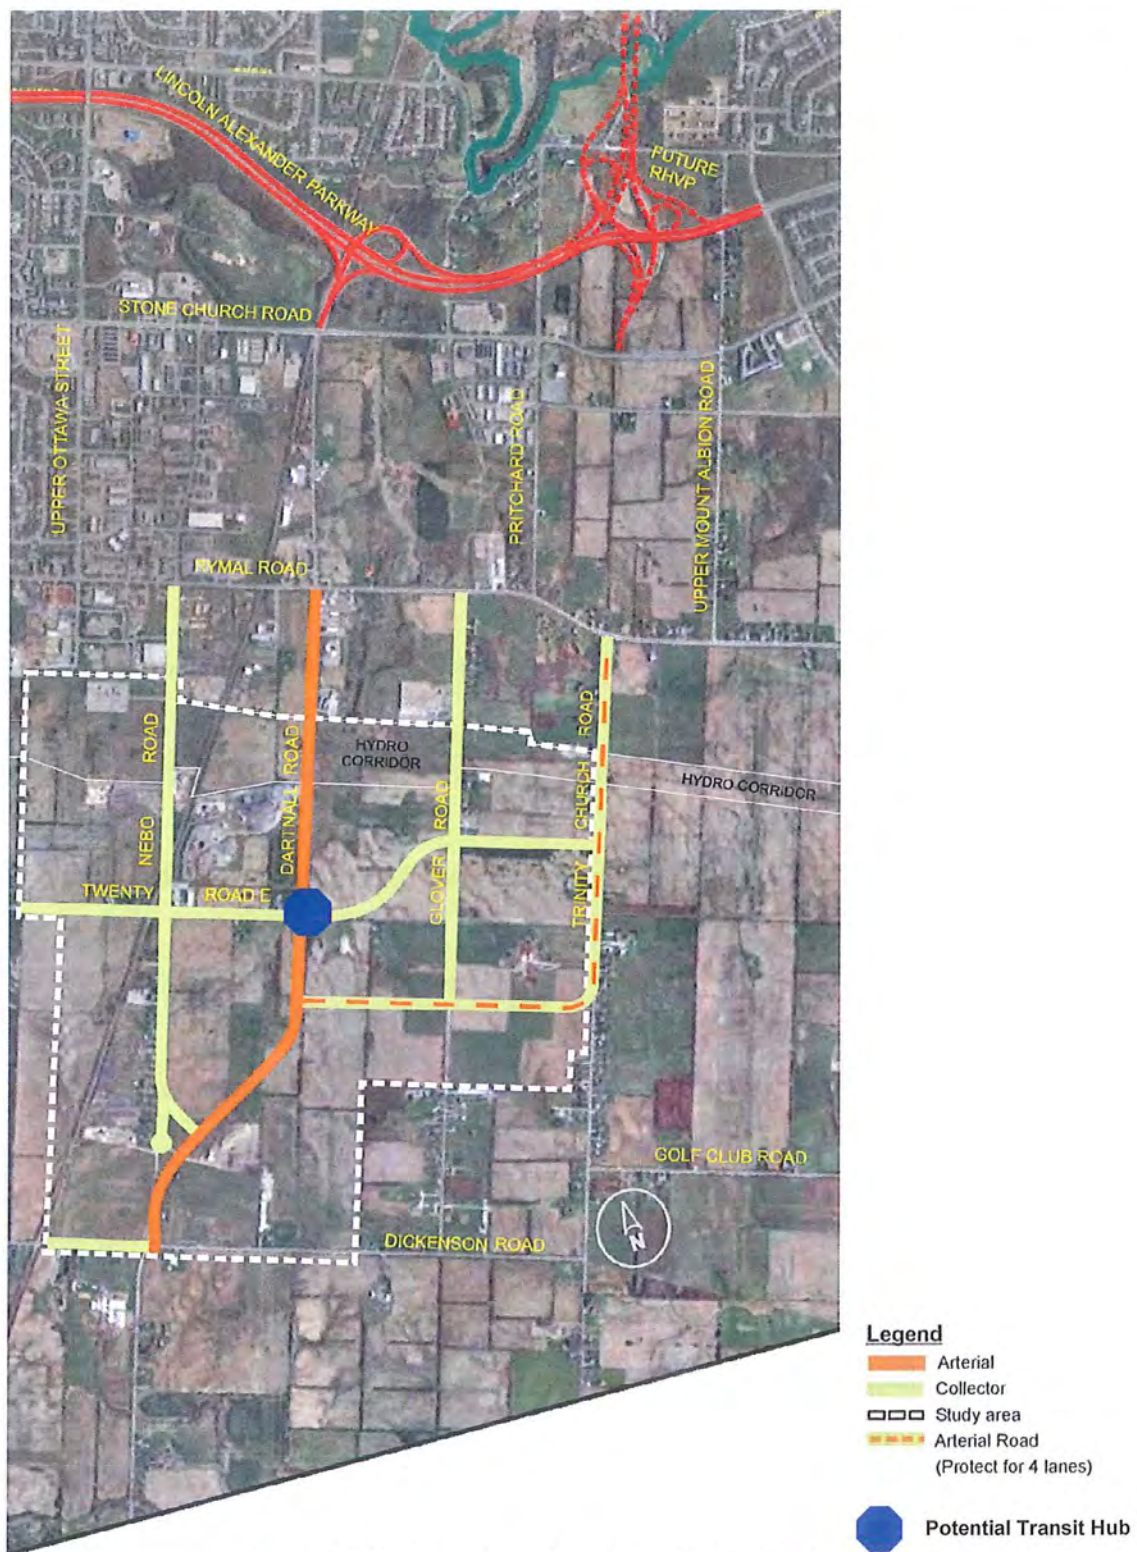 LINCOLN ALEXANDER PARKWAY
FUTURE
RHVP
STONE CHURCH ROAD
UPPER OTTAWA STREET
PRITCHARD ROAD
UPPER MOUNT ALBION ROAD
RYMAL ROAD
NEBO ROAD
DARTNALL ROAD
HYDRO
CORRIDOR
GLOVER ROAD
TRINITY CHURCH ROAD
HYDRO CORRIDOR
TWENTY ROAD E
GOLF CLUB ROAD
N
DICKENSON ROAD
Legend
Arterial
Collector
Study area
Arterial Road
(Protect for 4 lanes)
Potential Transit Hub